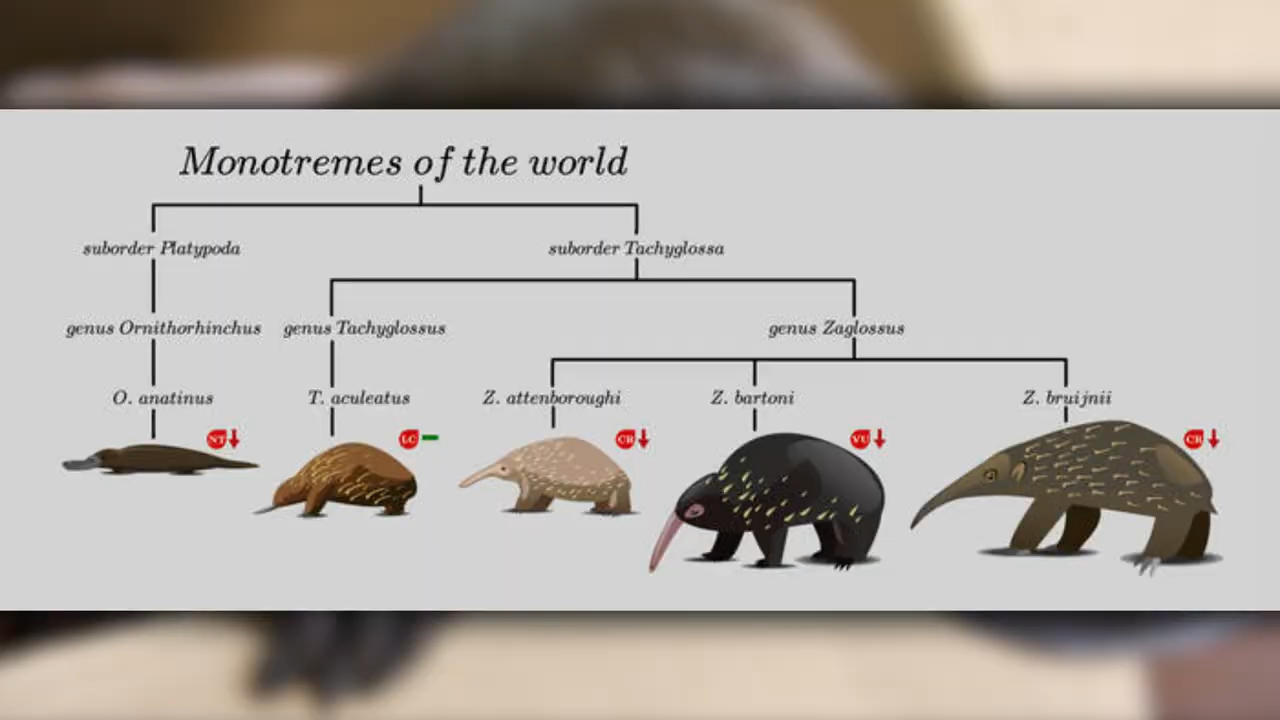 Monotremes of the world
suborder Platypoda
suborder Tachyglossa
genus Ornithorhinchus
genus Tachyglossus
genus Zaglossus
O. anatinus
T. aculeatus
Z. attenboroughi
Z. bartoni
Z. bruijnii
NT
LC
CR
VU
CR